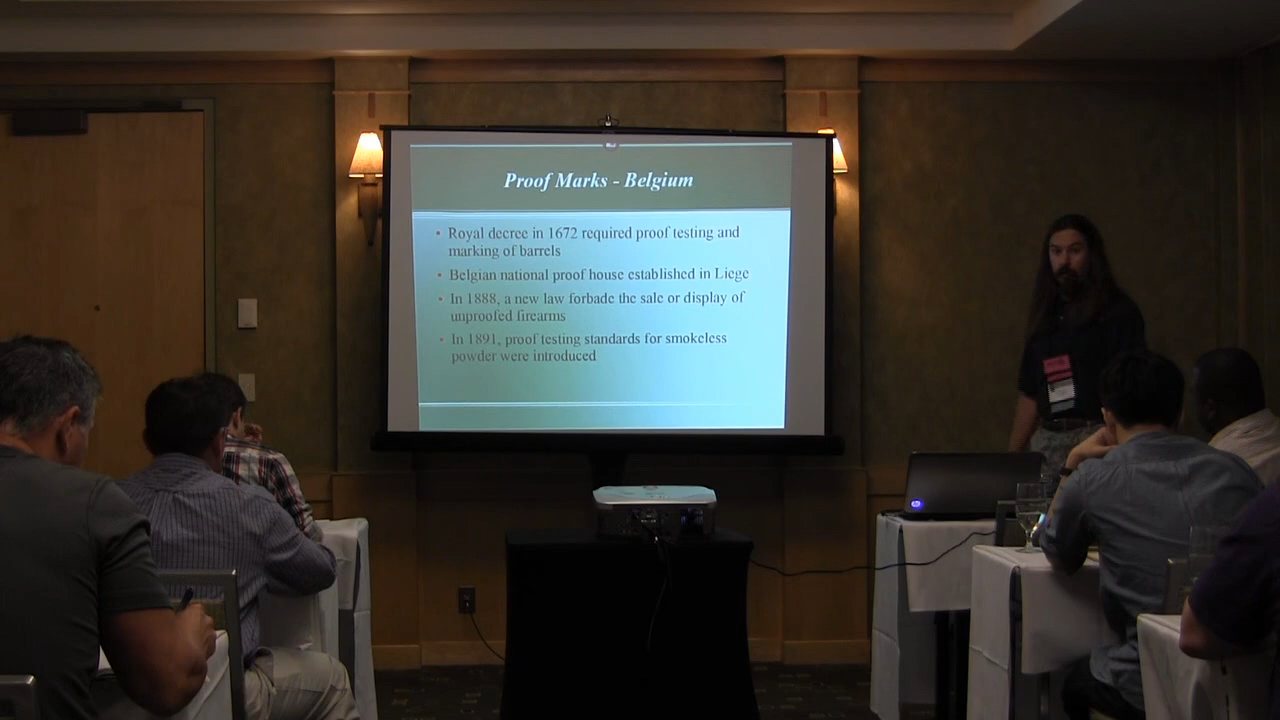 Proof Marks - Belgium
• Royal decree in 1672 required proof testing and
marking of barrels
• Belgian national proof house established in Liege
• In 1888, a new law forbade the sale or display of
unproofed firearms
• In 1891, proof testing standards for smokeless
powder were introduced
hp